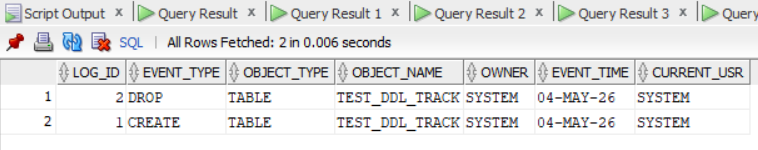 Script Output × Query Result × Query Result 1 × Query Result 2 × Query Result 3 × Query
SQL | All Rows Fetched: 2 in 0.006 seconds
LOG_ID EVENT_TYPE OBJECT_TYPE OBJECT_NAME OWNER EVENT_TIME CURRENT_USR
1 2 DROP TABLE TEST_DDL_TRACK SYSTEM 04-MAY-26 SYSTEM
2 1 CREATE TABLE TEST_DDL_TRACK SYSTEM 04-MAY-26 SYSTEM